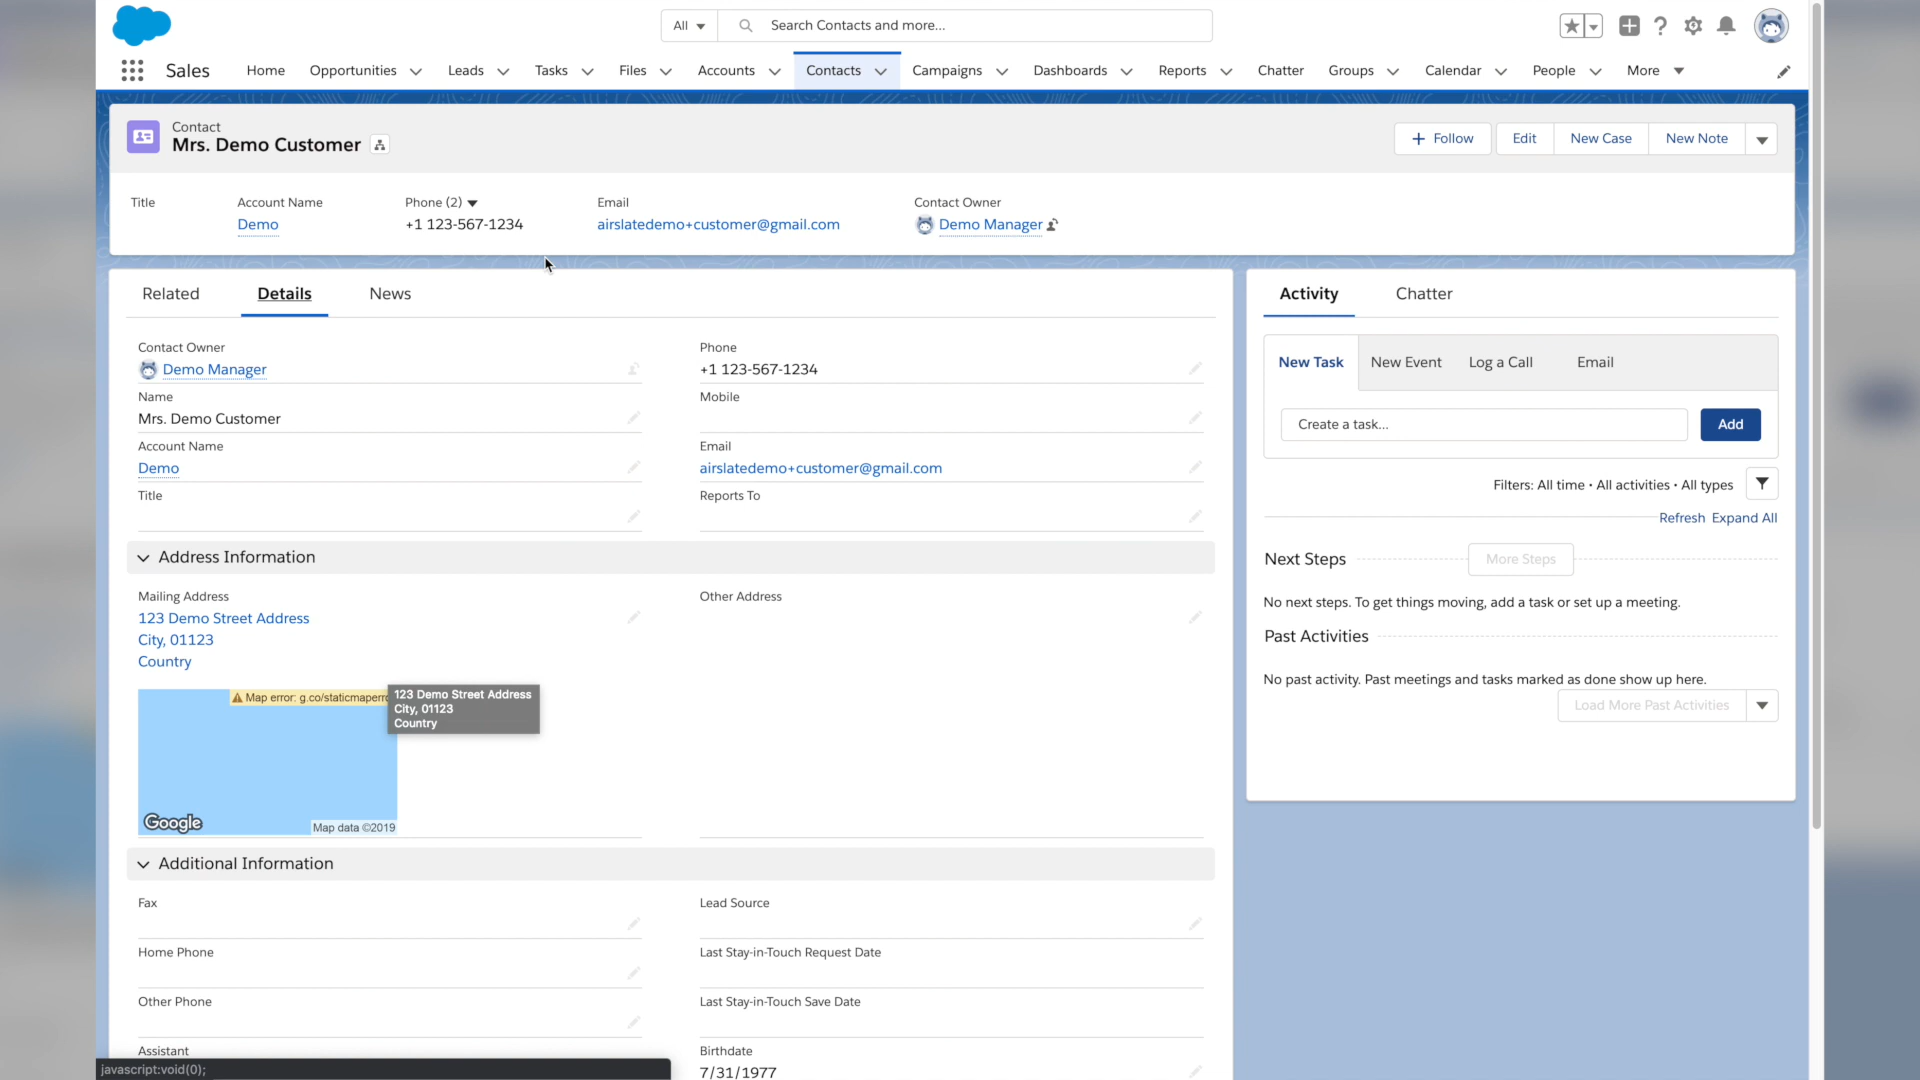 All
Search Contacts and more...
Sales
Home
Opportunities
Leads
Tasks
Files
Accounts
Contacts
Campaigns
Dashboards
Reports
Chatter
Groups
Calendar
People
More
Contact
Mrs. Demo Customer
+ Follow
Edit
New Case
New Note
Title
Account Name
Demo
Phone (2)
+1 123-567-1234
Email
airslatedemo+customer@gmail.com
Contact Owner
Demo Manager
Related
Details
News
Contact Owner
Demo Manager
Phone
+1 123-567-1234
Name
Mrs. Demo Customer
Mobile
Account Name
Demo
Email
airslatedemo+customer@gmail.com
Title
Reports To
Address Information
Mailing Address
123 Demo Street Address
City, 01123
Country
Other Address
Map error: g.co/staticmaperro
123 Demo Street Address
City, 01123
Country
Google
Map data ©2019
Additional Information
Fax
Lead Source
Home Phone
Last Stay-in-Touch Request Date
Other Phone
Last Stay-in-Touch Save Date
Assistant
Birthdate
7/31/1977
javascript:void(0);
Activity
Chatter
New Task
New Event
Log a Call
Email
Create a task...
Add
Filters: All time • All activities • All types
Refresh
Expand All
Next Steps
More Steps
No next steps. To get things moving, add a task or set up a meeting.
Past Activities
No past activity. Past meetings and tasks marked as done show up here.
Load More Past Activities